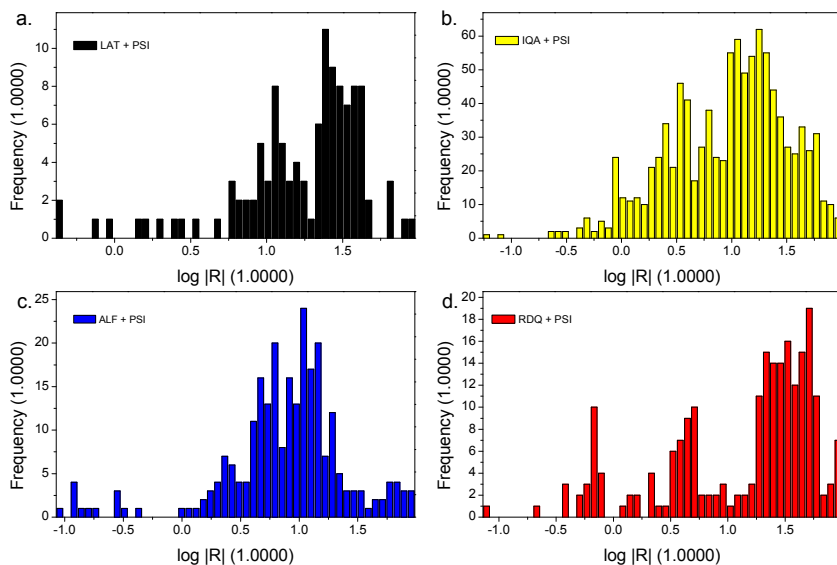 a.
LAT + PSI
Frequency (1.0000)
10
8
6
4
2
0
0.0 0.5 1.0 1.5
log |R| (1.0000)
b.
IQA + PSI
Frequency (1.0000)
60
50
40
30
20
10
0
-1.0 -0.5 0.0 0.5 1.0 1.5
log |R| (1.0000)
c.
ALF + PSI
Frequency (1.0000)
25
20
15
10
5
0
-1.0 -0.5 0.0 0.5 1.0 1.5
log |R| (1.0000)
d.
RDQ + PSI
Frequency (1.0000)
20
18
16
14
12
10
8
6
4
2
0
-1.0 -0.5 0.0 0.5 1.0 1.5
log |R| (1.0000)